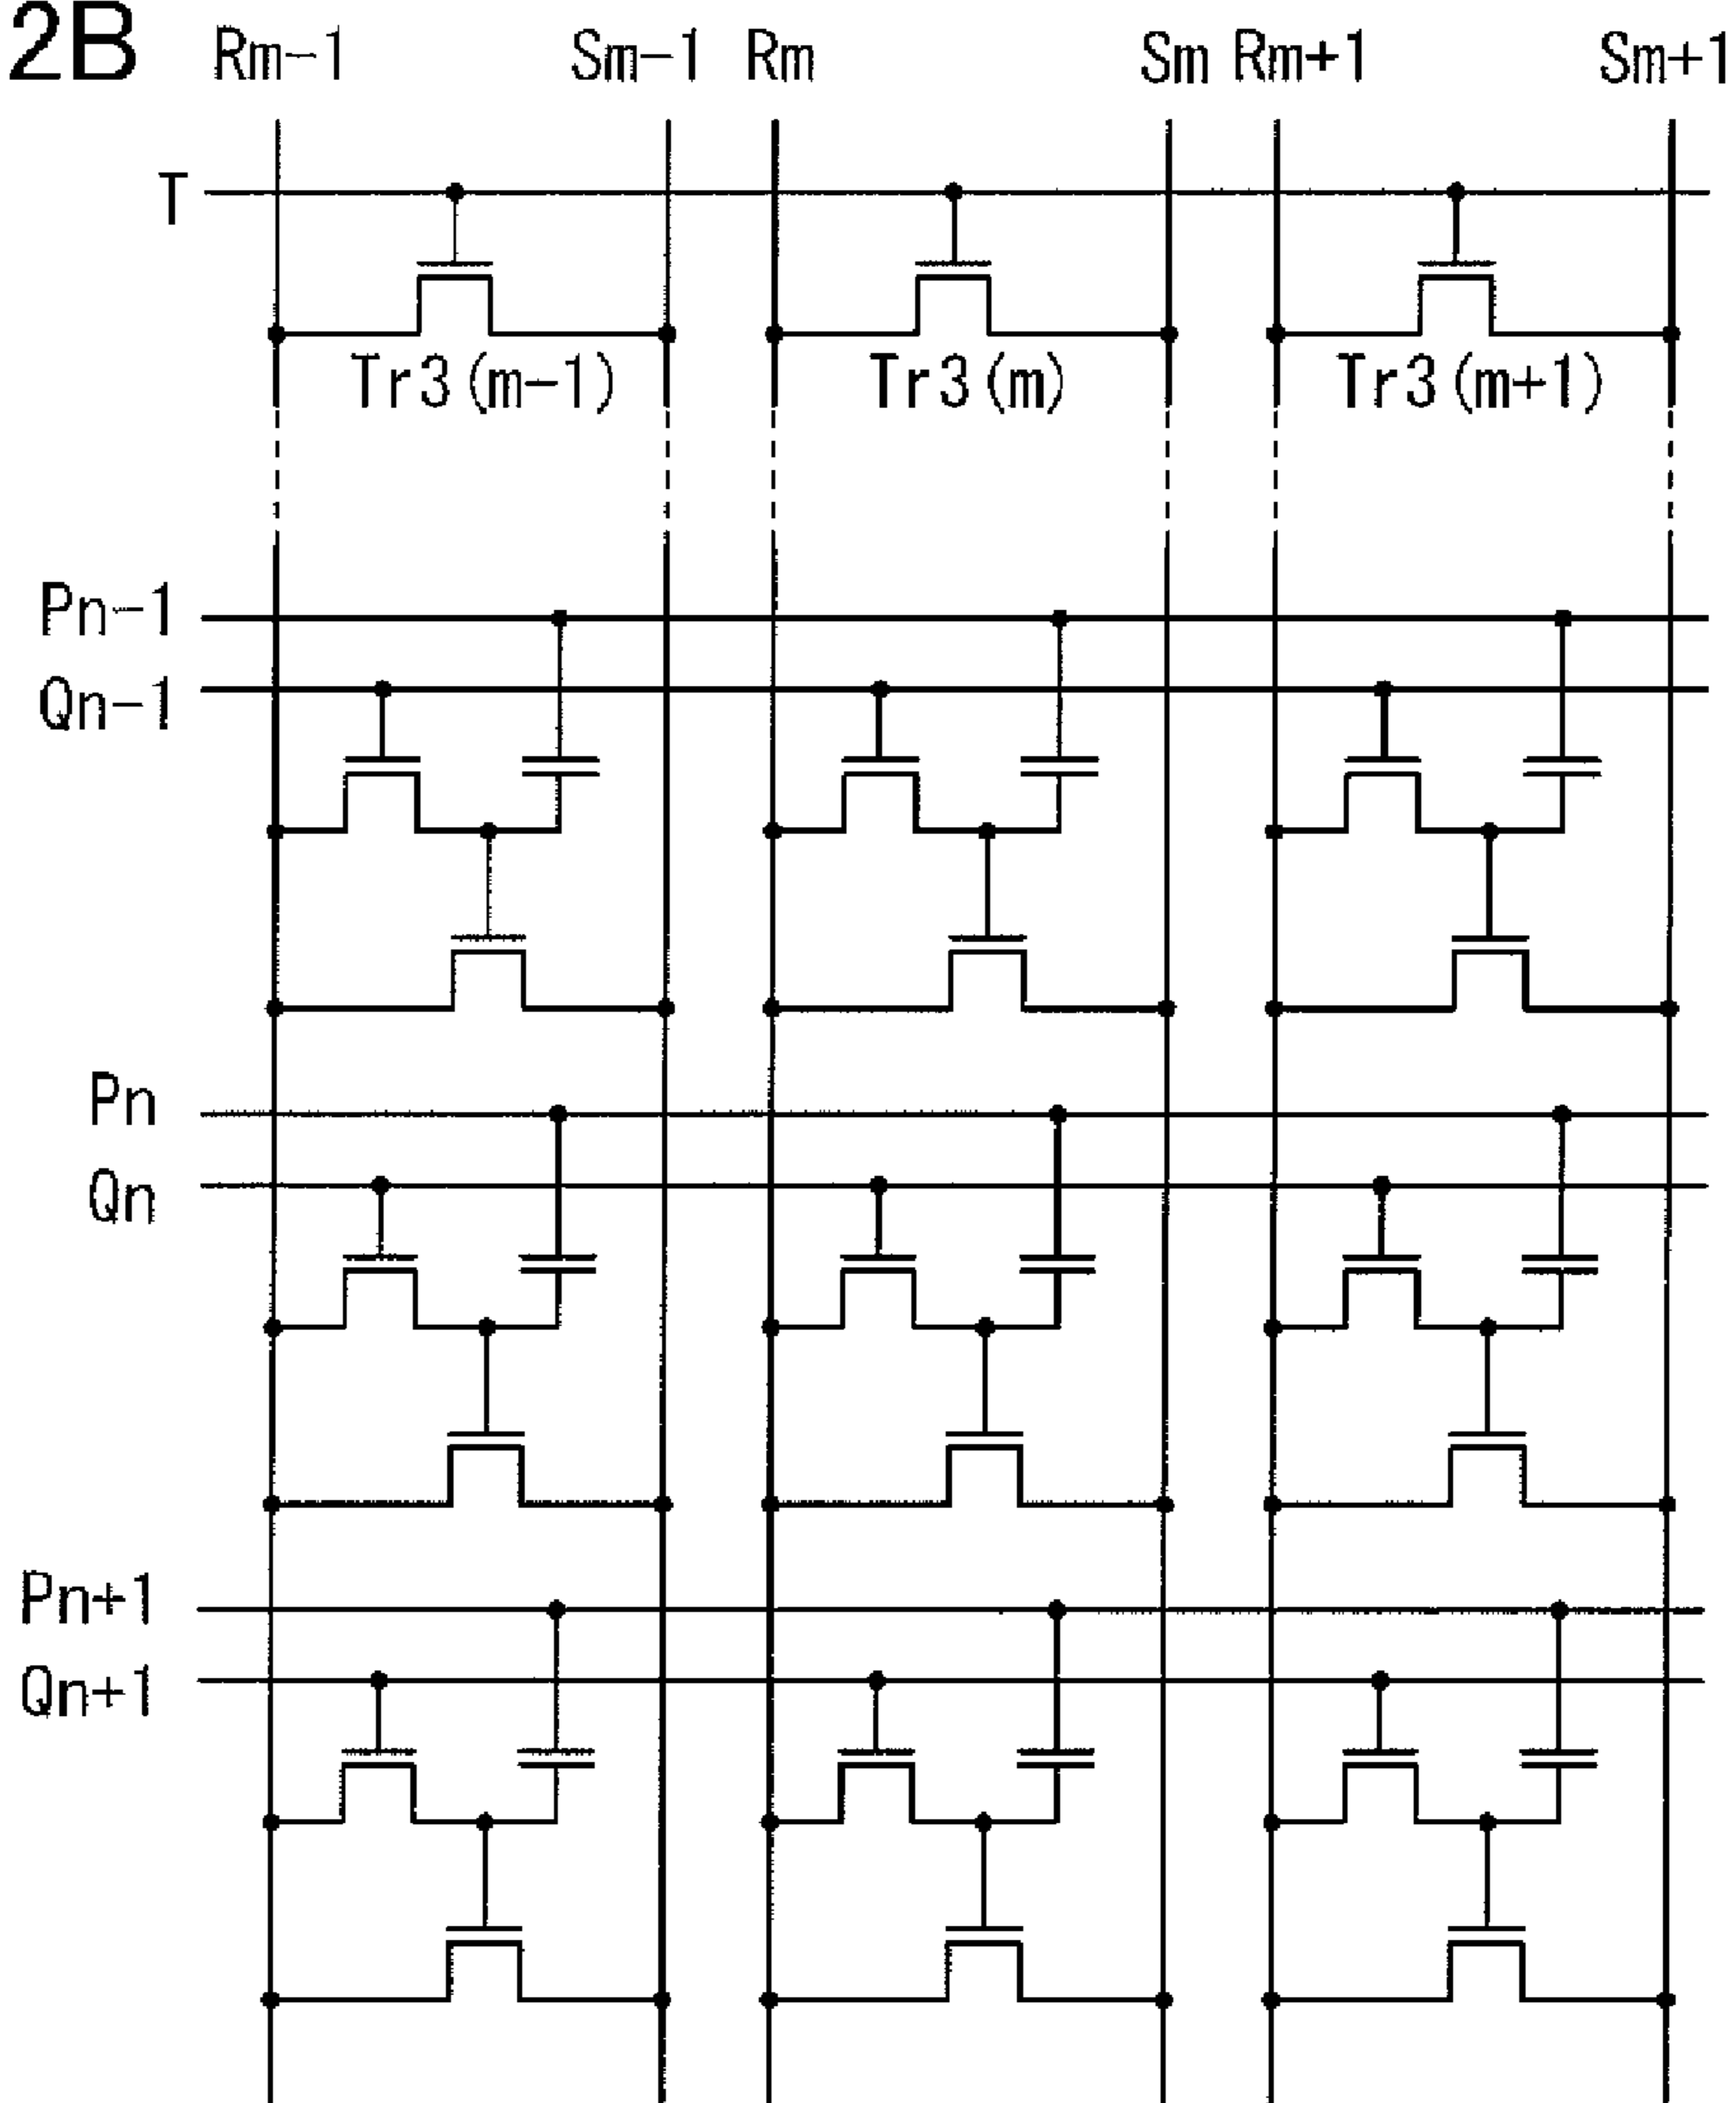 2B
Rm-1 Sm-1 Rm Sm Rm+1 Sm+1
T
Tr3(m-1) Tr3(m) Tr3(m+1)
Pn-1
Qn-1
Pn
Qn
Pn+1
Qn+1